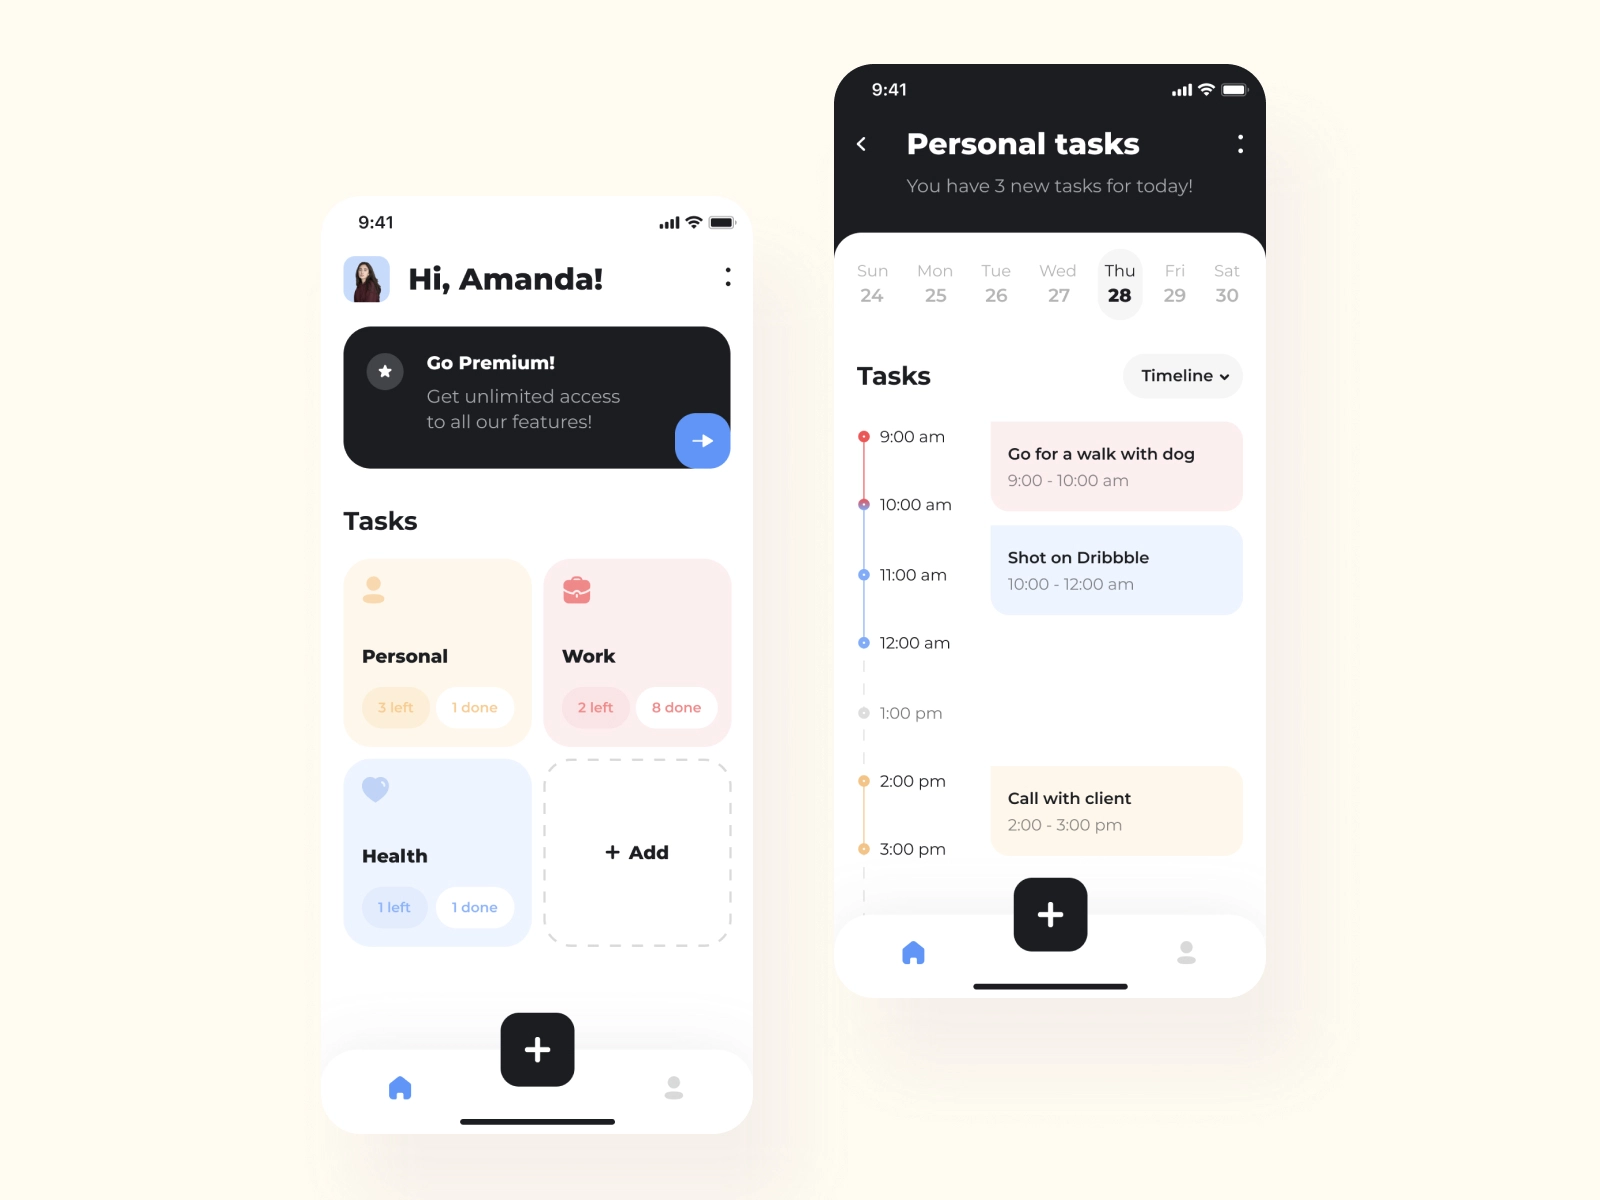 9:41
Hi, Amanda!
Go Premium!
Get unlimited access
to all our features!
Tasks
Personal
3 left
1 done
Work
2 left
8 done
Health
1 left
1 done
+ Add
9:41
Personal tasks
You have 3 new tasks for today!
Sun Mon Tue Wed Thu Fri Sat
24 25 26 27 28 29 30
Tasks
Timeline
9:00 am
10:00 am
11:00 am
12:00 am
1:00 pm
2:00 pm
3:00 pm
Go for a walk with dog
9:00 - 10:00 am
Shot on Dribbble
10:00 - 12:00 am
Call with client
2:00 - 3:00 pm